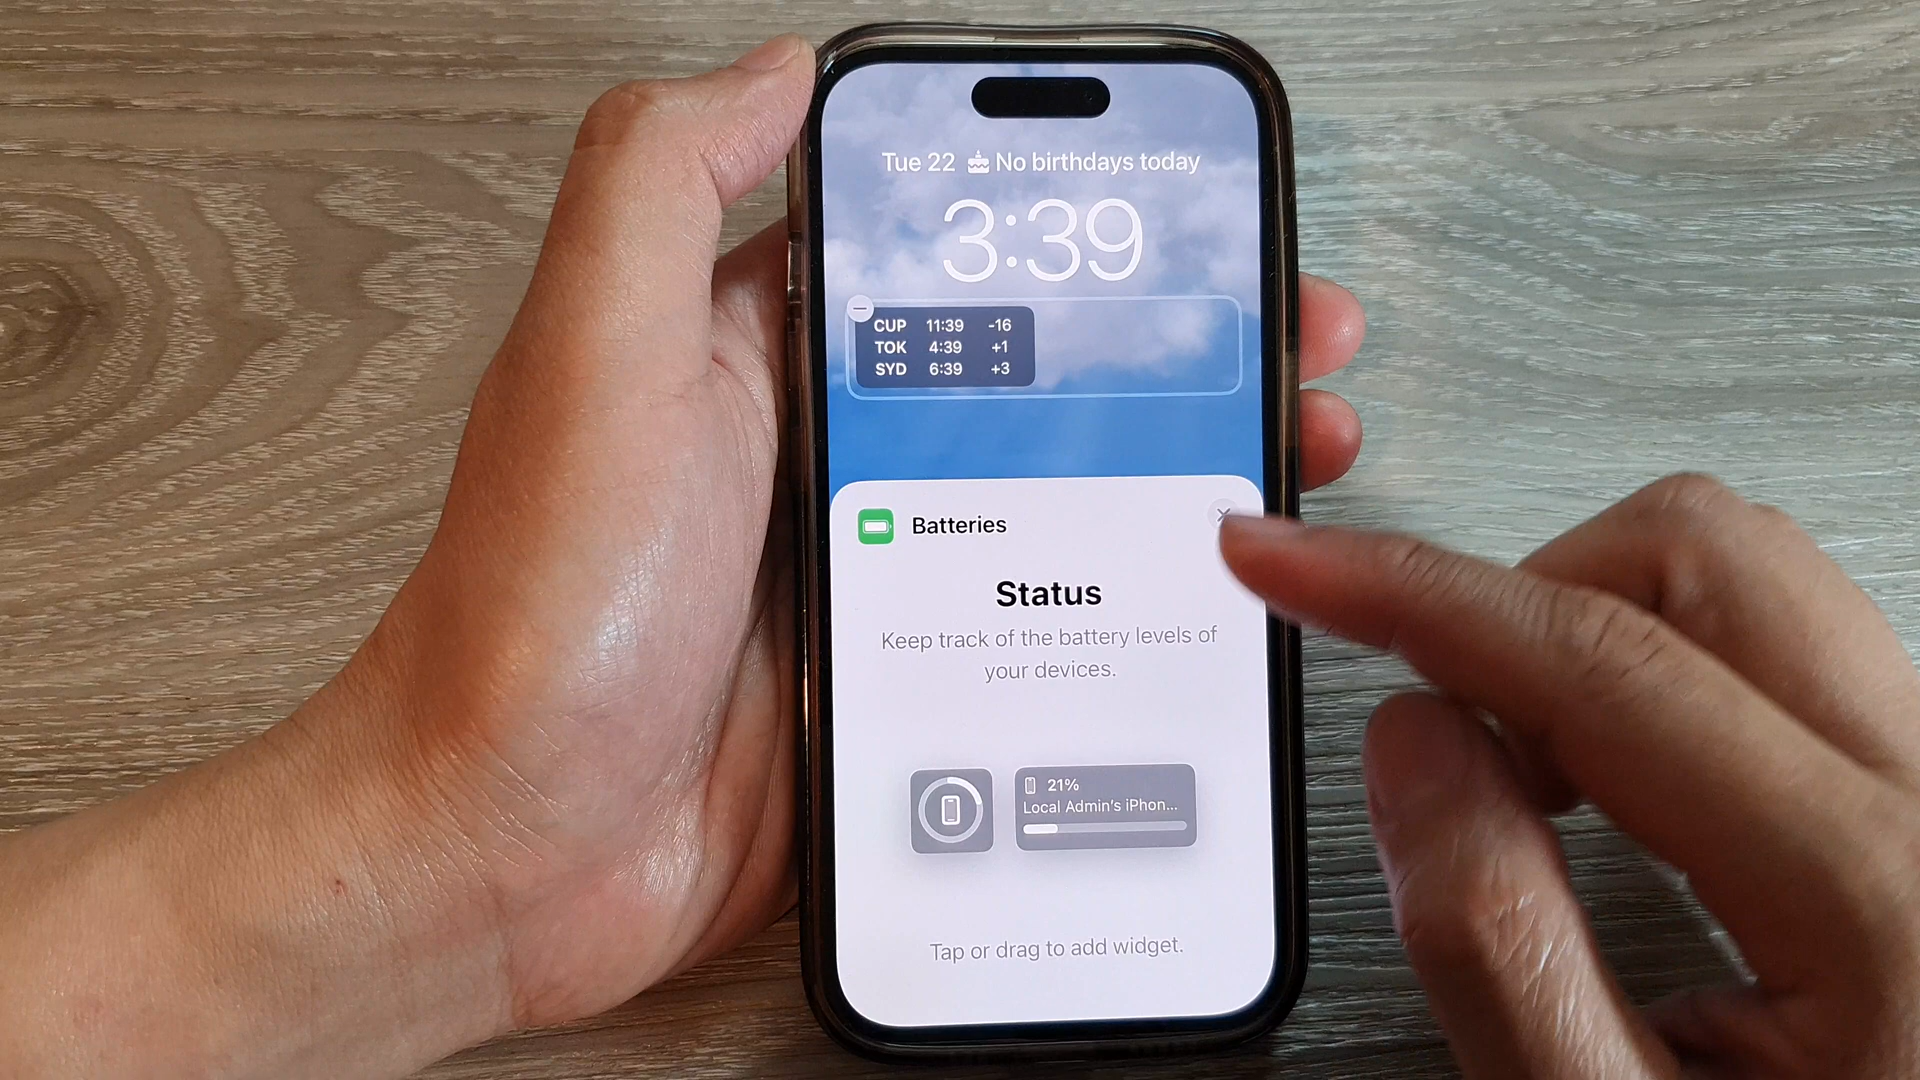 Tue 22 No birthdays today
3:39
CUP 11:39 -16
TOK 4:39 +1
SYD 6:39 +3
Batteries
Status
Keep track of the battery levels of
your devices.
21%
Local Admin's iPhon...
Tap or drag to add widget.